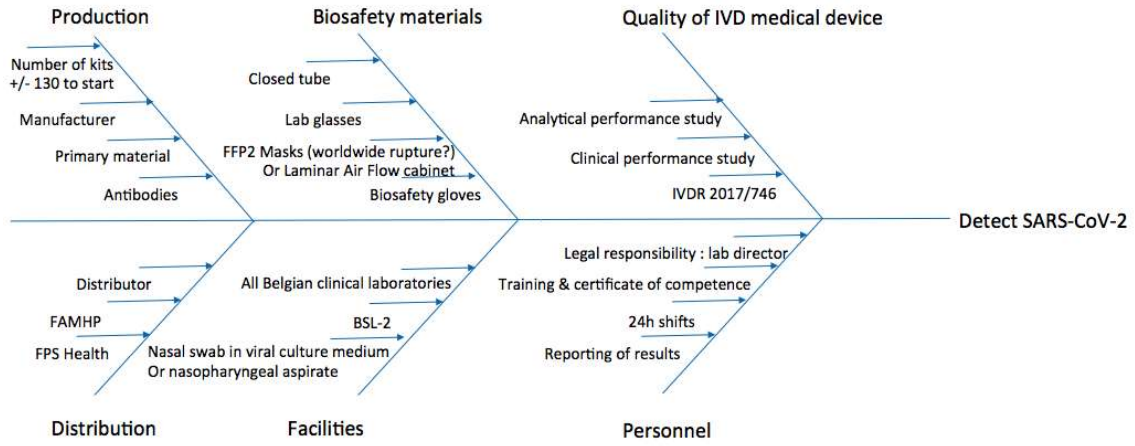 Production
Biosafety materials
Quality of IVD medical device
Number of kits
+/- 130 to start
Manufacturer
Primary material
Antibodies
Closed tube
Lab glasses
FFP2 Masks (worldwide rupture?)
Or Laminar Air Flow cabinet
Biosafety gloves
Analytical performance study
Clinical performance study
IVDR 2017/746
Detect SARS-CoV-2
Distributor
FAMHP
FPS Health
All Belgian clinical laboratories
BSL-2
Nasal swab in viral culture medium
Or nasopharyngeal aspirate
Legal responsibility : lab director
Training & certificate of competence
24h shifts
Reporting of results
Distribution
Facilities
Personnel